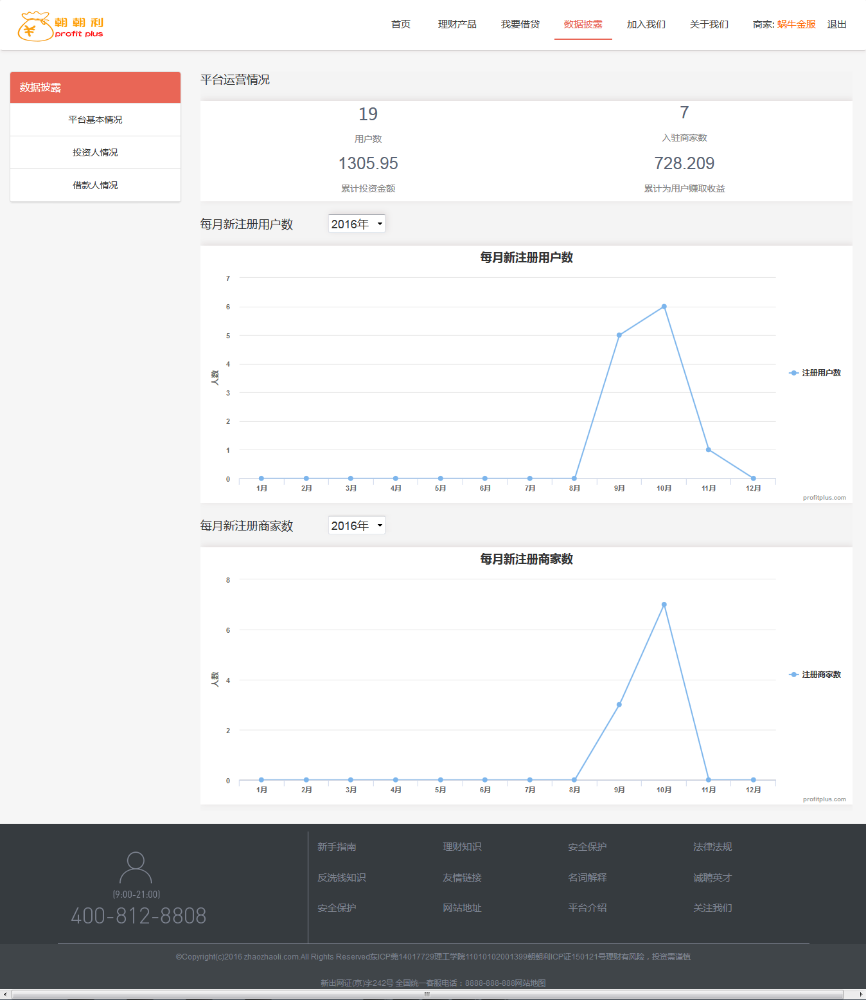 朝朝利
profit plus
首页 理财产品 我要借贷 数据披露 加入我们 关于我们 商家: 蜗牛金服 退出
数据披露
平台基本情况
投资人情况
借款人情况
平台运营情况
19 7
用户数 入驻商家数
1305.95 728.209
累计投资金额 累计为用户赚取收益
每月新注册用户数 2016年
每月新注册用户数
7
6
5
4
3
2
1
0
人数
注册用户数
1月 2月 3月 4月 5月 6月 7月 8月 9月 10月 11月 12月
profitplus.com
每月新注册商家数 2016年
每月新注册商家数
8
6
4
2
0
人数
注册商家数
1月 2月 3月 4月 5月 6月 7月 8月 9月 10月 11月 12月
profitplus.com
(9:00-21:00)
400-812-8808
新手指南 理财知识 安全保护 法律法规
反洗钱知识 友情链接 名词解释 诚聘英才
安全保护 网站地址 平台介绍 关注我们
©Copyright(c)2016 zhaozhaoli.com.All Rights Reserved东ICP莞14017729理工学院11010102001399朝朝利ICP证150121号理财有风险，投资需谨慎
新出网证(京)字242号 全国统一客服电话：8888-888-888网站地图